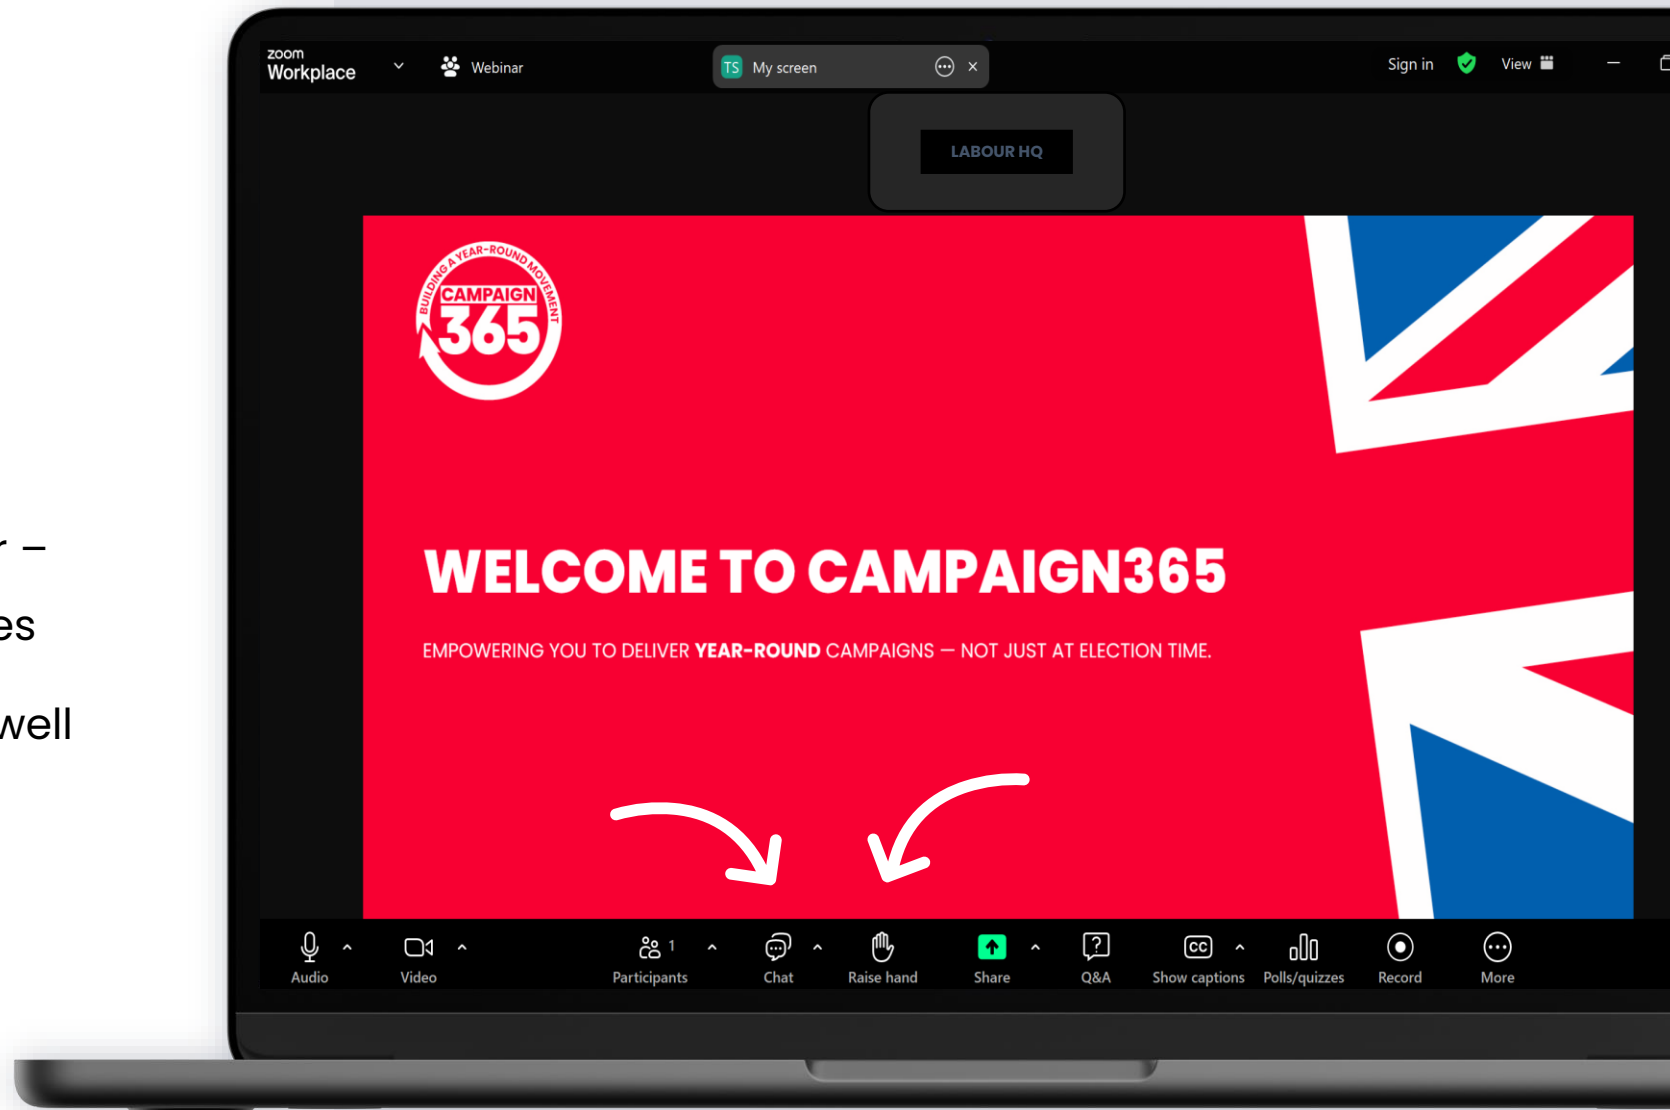 zoom
Workplace
Webinar
TS My screen
Sign in
View
LABOUR HQ
BUILDING A YEAR-ROUND MOVEMENT
CAMPAIGN
365
WELCOME TO CAMPAIGN365
EMPOWERING YOU TO DELIVER YEAR-ROUND CAMPAIGNS — NOT JUST AT ELECTION TIME.
–
well
Audio
Video
1
Participants
Chat
Raise hand
Share
Q&A
CC
Show captions
Polls/quizzes
Record
More